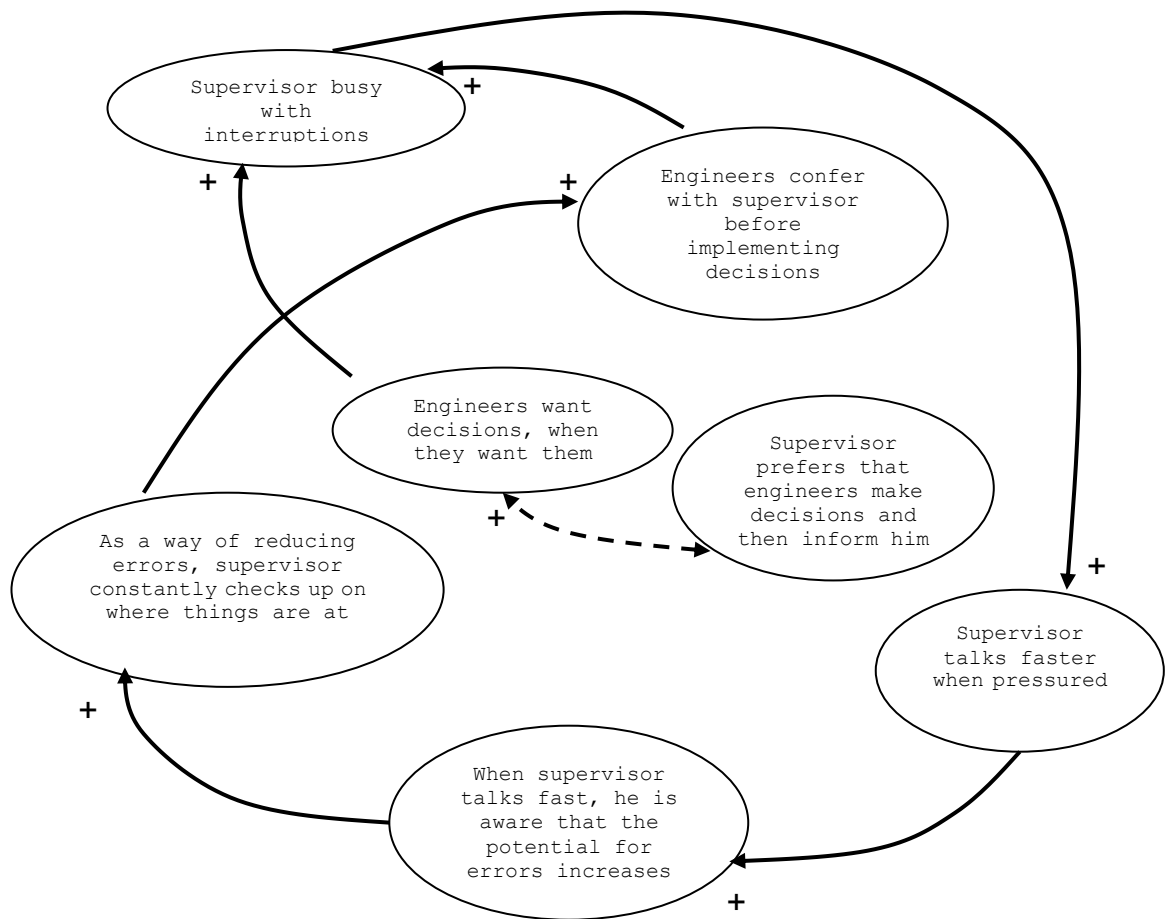 Supervisor busy
with
interruptions
+
+
+
Engineers confer
with supervisor
before
implementing
decisions
Engineers want
decisions, when
they want them
+
Supervisor
prefers that
engineers make
decisions and
then inform him
As a way of reducing
errors, supervisor
constantly checks up on
where things are at
+
+
Supervisor
talks faster
when pressured
When supervisor
talks fast, he is
aware that the
potential for
errors increases
+